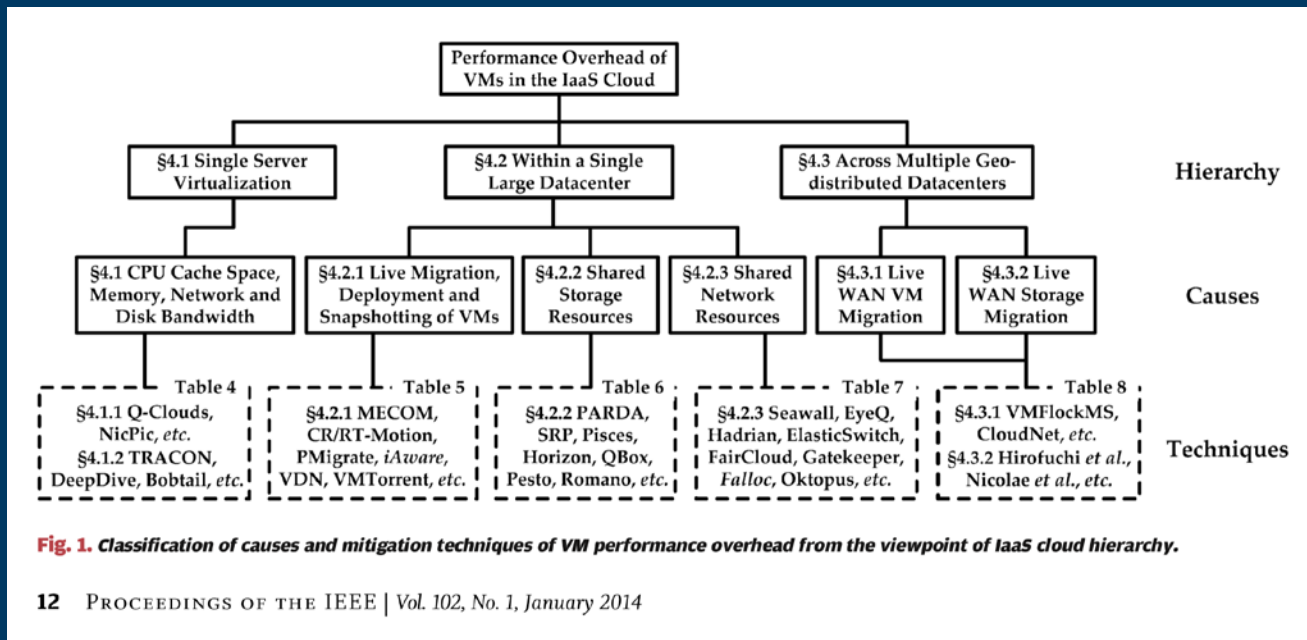 Performance Overhead of
VMs in the IaaS Cloud
§4.1 Single Server
Virtualization
§4.2 Within a Single
Large Datacenter
§4.3 Across Multiple Geo-
distributed Datacenters
Hierarchy
§4.1 CPU Cache Space,
Memory, Network and
Disk Bandwidth
§4.2.1 Live Migration,
Deployment and
Snapshotting of VMs
§4.2.2 Shared
Storage
Resources
§4.2.3 Shared
Network
Resources
§4.3.1 Live
WAN VM
Migration
§4.3.2 Live
WAN Storage
Migration
Causes
Table 4
§4.1.1 Q-Clouds,
NicPic, etc.
§4.1.2 TRACON,
DeepDive, Bobtail, etc.
Table 5
§4.2.1 MECOM,
CR/RT-Motion,
PMigrate, iAware,
VDN, VMTorrent, etc.
Table 6
§4.2.2 PARDA,
SRP, Pisces,
Horizon, QBox,
Pesto, Romano, etc.
Table 7
§4.2.3 Seawall, EyeQ,
Hadrian, ElasticSwitch,
FairCloud, Gatekeeper,
Falloc, Oktopus, etc.
Table 8
§4.3.1 VMFlockMS,
CloudNet, etc.
§4.3.2 Hirofuchi et al.,
Nicolae et al., etc.
Techniques
Fig. 1. Classification of causes and mitigation techniques of VM performance overhead from the viewpoint of IaaS cloud hierarchy.
12 PROCEEDINGS OF THE IEEE | Vol. 102, No. 1, January 2014